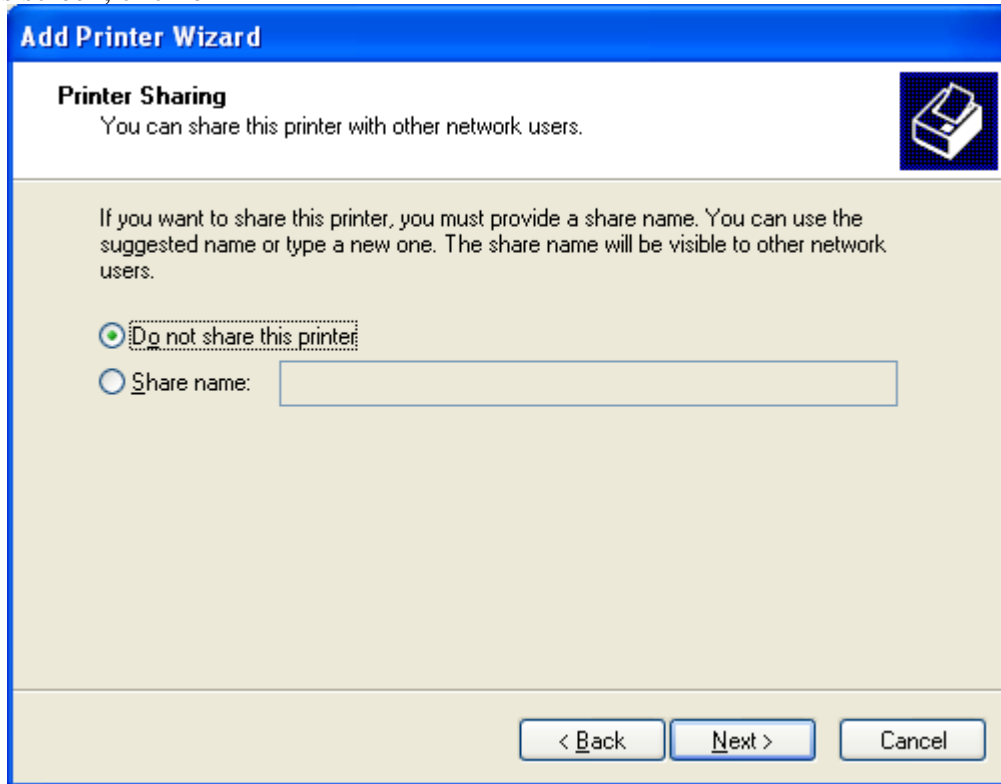 Add Printer Wizard
Printer Sharing
You can share this printer with other network users.
If you want to share this printer, you must provide a share name. You can use the
suggested name or type a new one. The share name will be visible to other network
users.
Do not share this printer
Share name:
< Back Next > Cancel